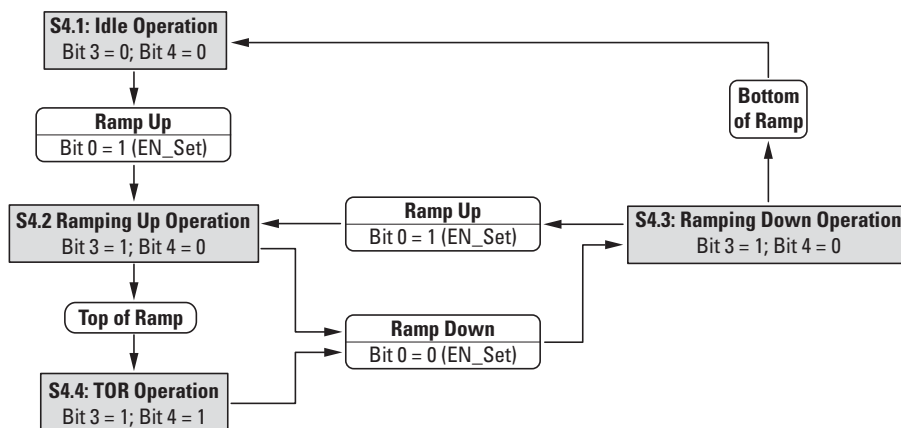 S4.1: Idle Operation
Bit 3 = 0; Bit 4 = 0
Ramp Up
Bit 0 = 1 (EN_Set)
Bottom
of Ramp
S4.2 Ramping Up Operation
Bit 3 = 1; Bit 4 = 0
Ramp Up
Bit 0 = 1 (EN_Set)
S4.3: Ramping Down Operation
Bit 3 = 1; Bit 4 = 0
Top of Ramp
Ramp Down
Bit 0 = 0 (EN_Set)
S4.4: TOR Operation
Bit 3 = 1; Bit 4 = 1